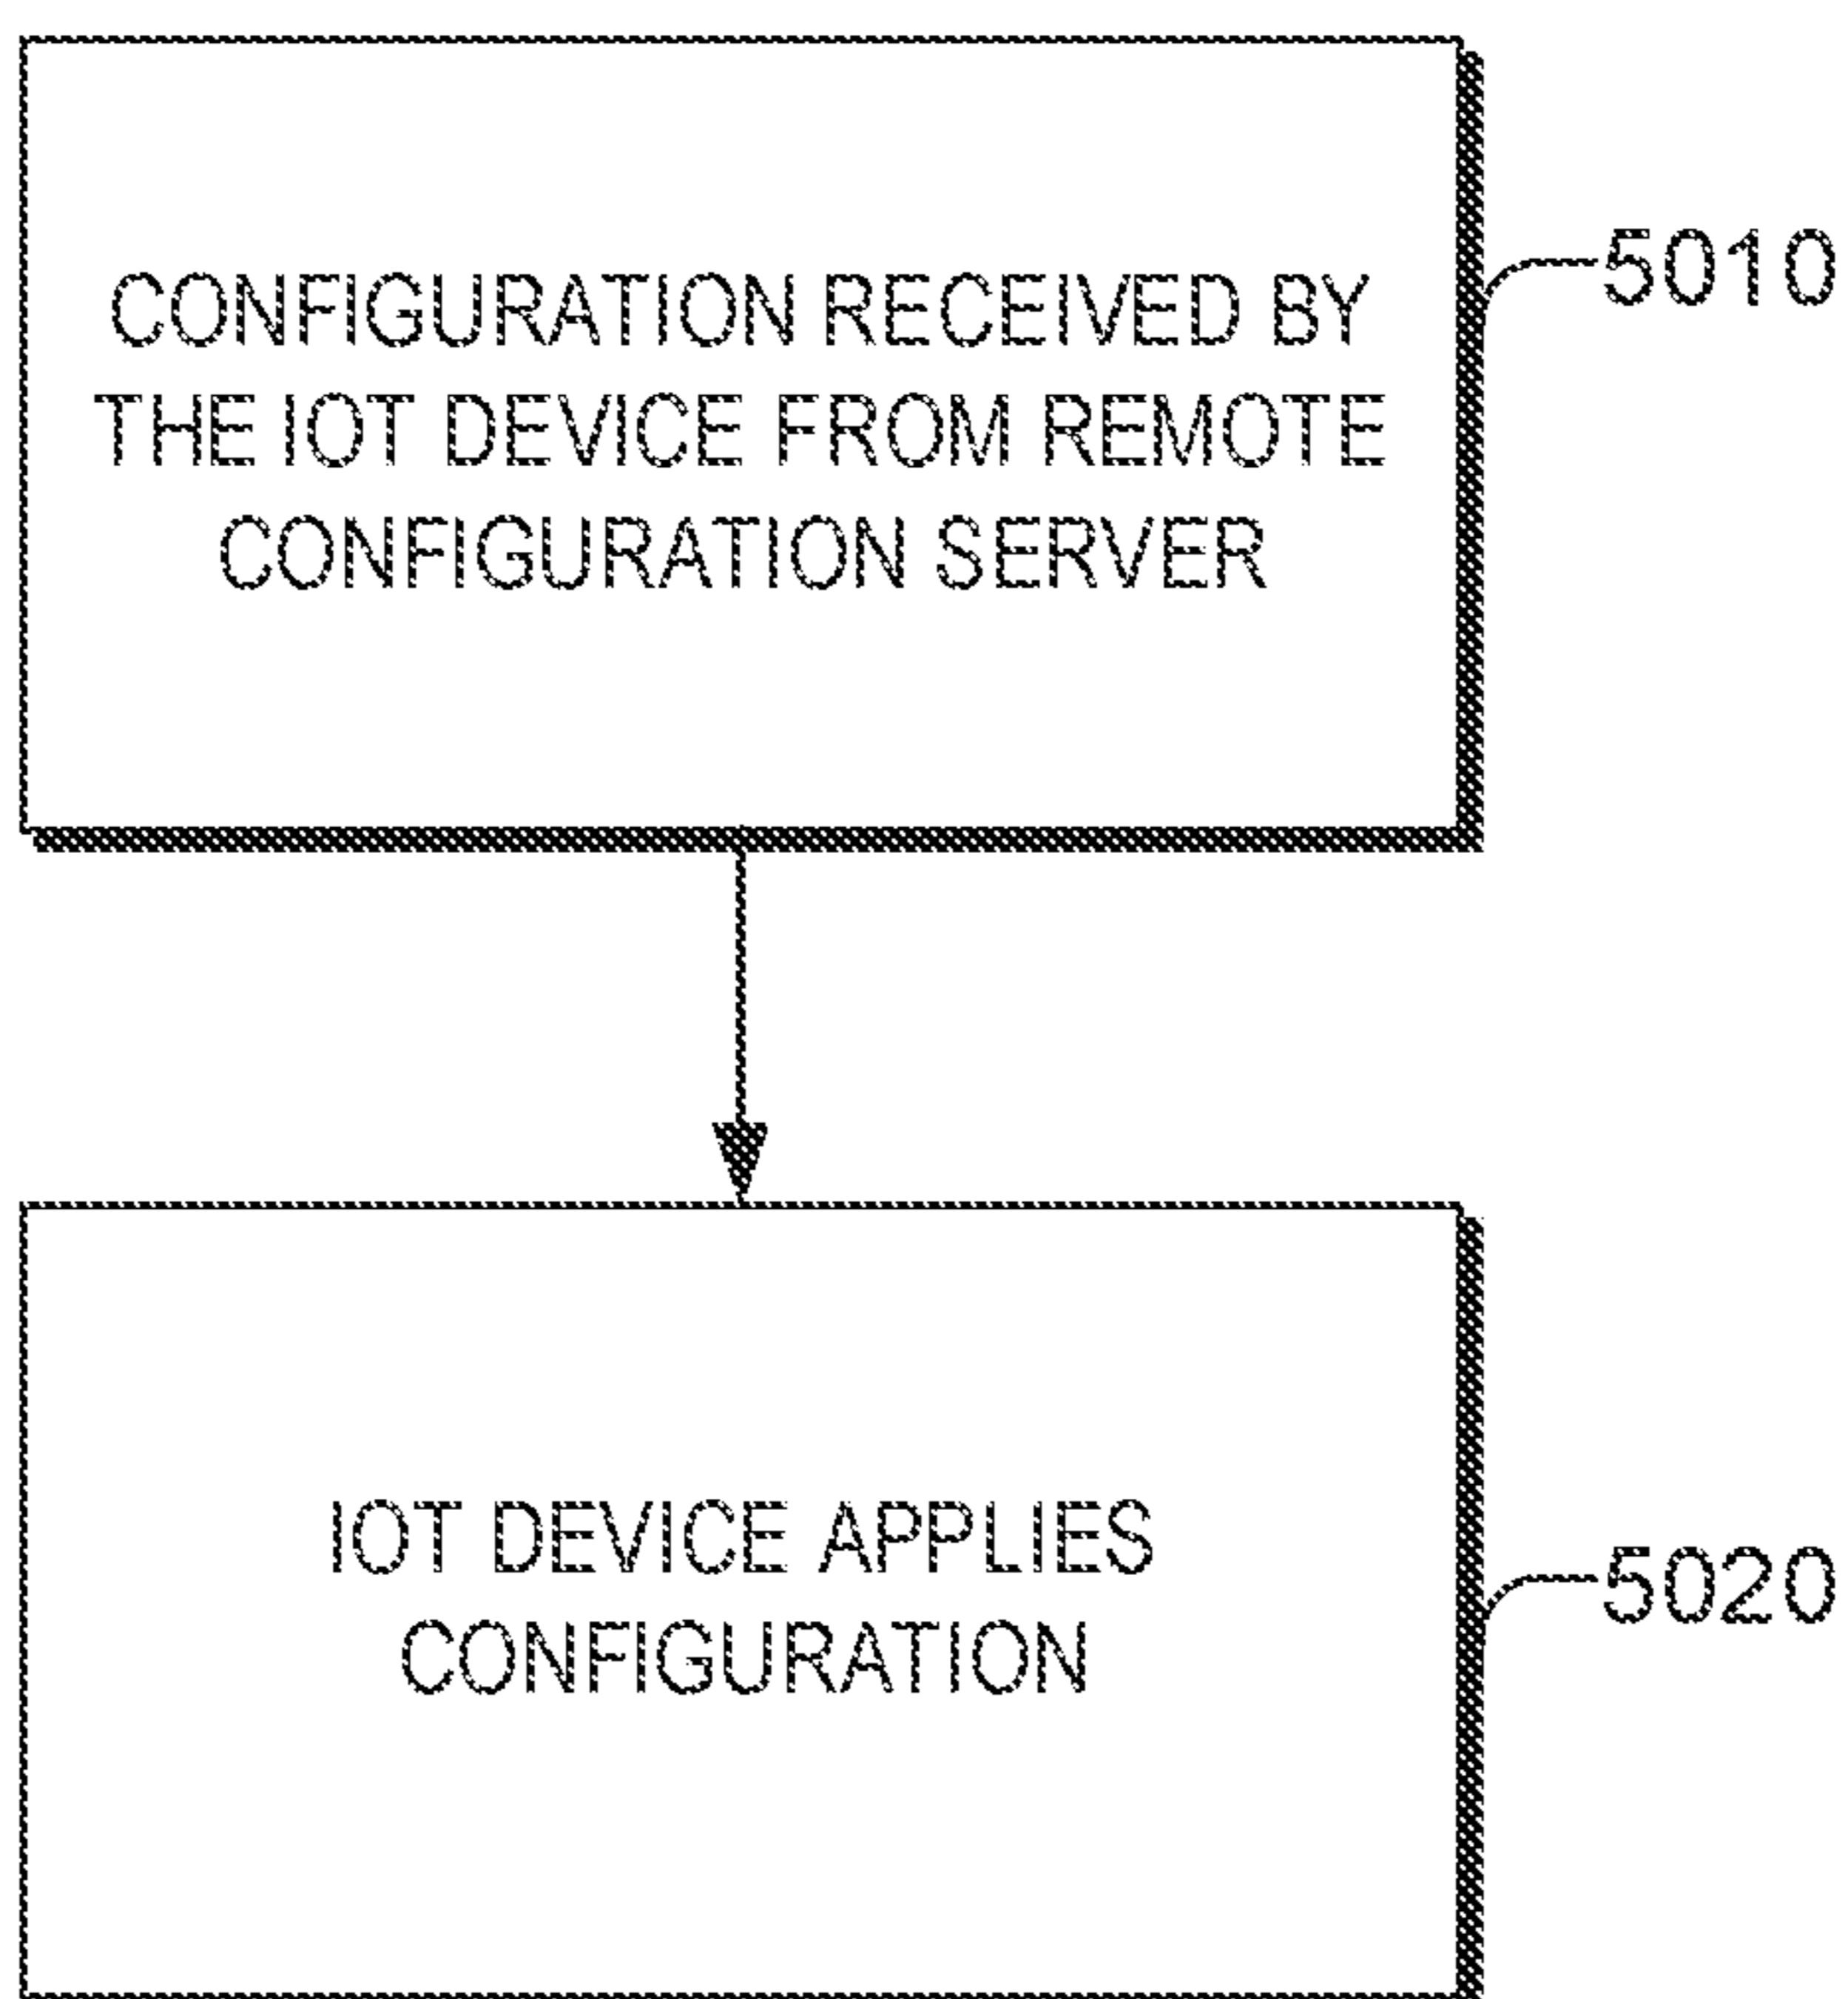 CONFIGURATION RECEIVED BY
THE IOT DEVICE FROM REMOTE
CONFIGURATION SERVER
5010
IOT DEVICE APPLIES
CONFIGURATION
5020